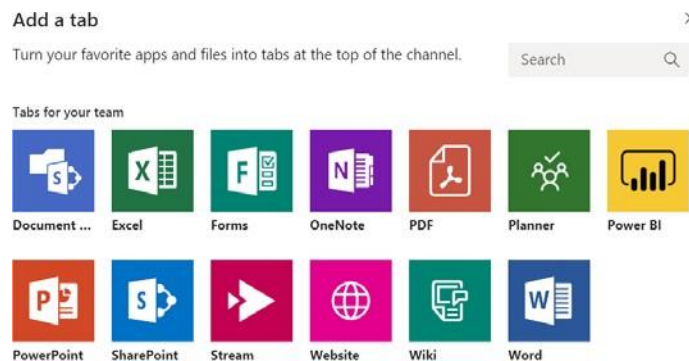 Add a tab
Turn your favorite apps and files into tabs at the top of the channel.
Search
Tabs for your team
Document ... Excel Forms OneNote PDF Planner Power BI
PowerPoint SharePoint Stream Website Wiki Word